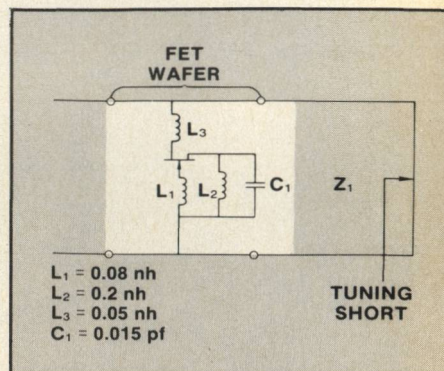 FET
WAFER
L3
L1
L2
C1
Z1
L1 = 0.08 nh
L2 = 0.2 nh
L3 = 0.05 nh
C1 = 0.015 pf
TUNING
SHORT